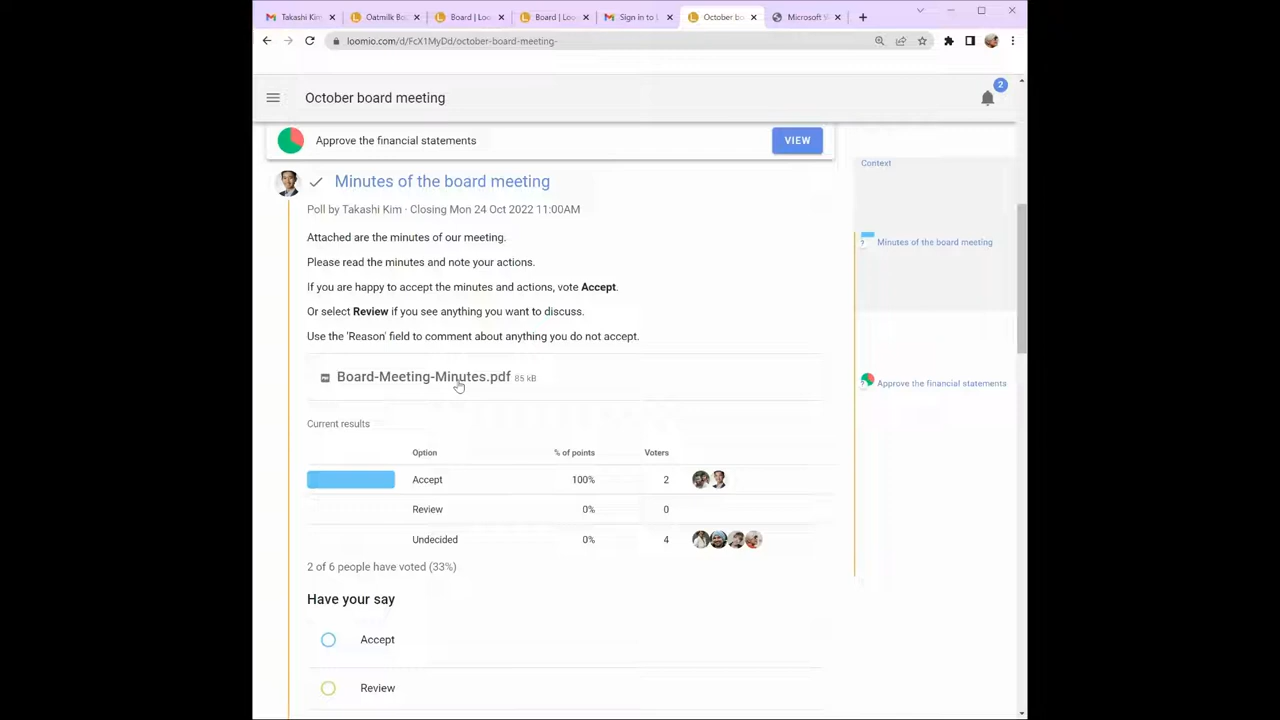 Takashi Kim
Oatmilk Bo
Board | Loo
Board | Loo
Sign in to L
October bo
Microsoft W
loomio.com/d/FcX1MyDd/october-board-meeting-
October board meeting
2
Approve the financial statements
VIEW
Context
Minutes of the board meeting
Poll by Takashi Kim · Closing Mon 24 Oct 2022 11:00AM
Attached are the minutes of our meeting.
Minutes of the board meeting
Please read the minutes and note your actions.
If you are happy to accept the minutes and actions, vote Accept.
Or select Review if you see anything you want to discuss.
Use the 'Reason' field to comment about anything you do not accept.
Board-Meeting-Minutes.pdf 85 kB
Approve the financial statements
Current results
Option % of points Voters
Accept 100% 2
Review 0% 0
Undecided 0% 4
2 of 6 people have voted (33%)
Have your say
Accept
Review